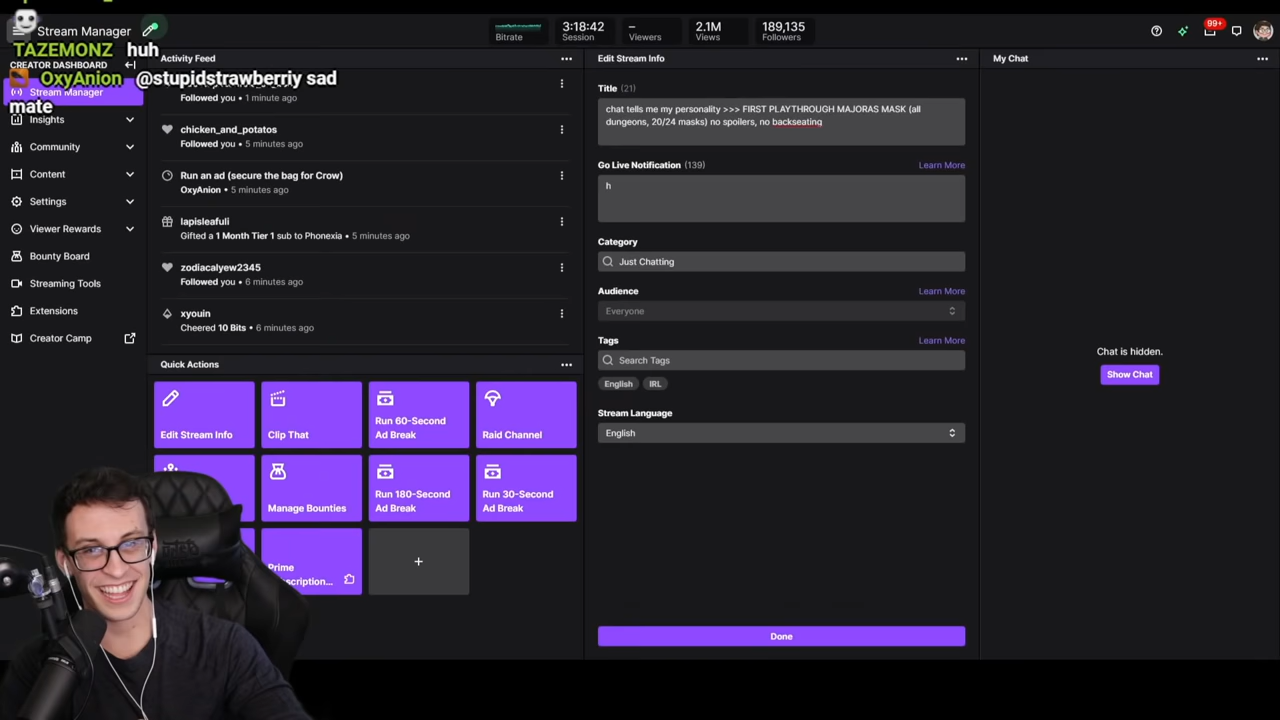 Stream Manager
TAZEMONZ huh
OxyAnion @stupidstrawberriy sad
mate
Bitrate
3:18:42
Session
–
Viewers
2.1M
Views
189,135
Followers
99+
CREATOR DASHBOARD
Stream Manager
Insights
Community
Content
Settings
Viewer Rewards
Bounty Board
Streaming Tools
Extensions
Creator Camp
Activity Feed
Followed you • 1 minute ago
chicken_and_potatos
Followed you • 5 minutes ago
Run an ad (secure the bag for Crow)
OxyAnion • 5 minutes ago
lapisleafuli
Gifted a 1 Month Tier 1 sub to Phonexia • 5 minutes ago
zodiacalyew2345
Followed you • 6 minutes ago
xyouin
Cheered 10 Bits • 6 minutes ago
Quick Actions
Edit Stream Info
Clip That
Run 60-Second
Ad Break
Raid Channel
Manage Bounties
Run 180-Second
Ad Break
Run 30-Second
Ad Break
Prime
scription...
+
Edit Stream Info
Title (21)
chat tells me my personality >>> FIRST PLAYTHROUGH MAJORAS MASK (all
dungeons, 20/24 masks) no spoilers, no backseating
Go Live Notification (139)
Learn More
h
Category
Just Chatting
Audience
Learn More
Everyone
Tags
Learn More
Search Tags
English
IRL
Stream Language
English
Done
My Chat
Chat is hidden.
Show Chat